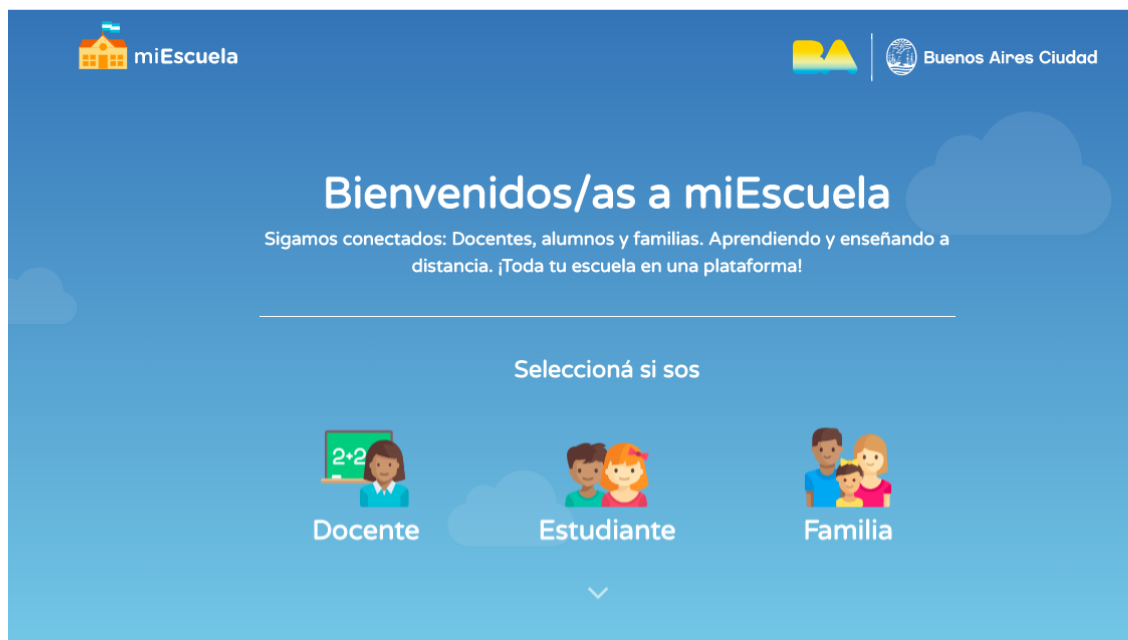 miEscuela
BA
Buenos Aires Ciudad
Bienvenidos/as a miEscuela
Sigamos conectados: Docentes, alumnos y familias. Aprendiendo y enseñando a
distancia. ¡Toda tu escuela en una plataforma!
Seleccioná si sos
2+2
Docente
Estudiante
Familia